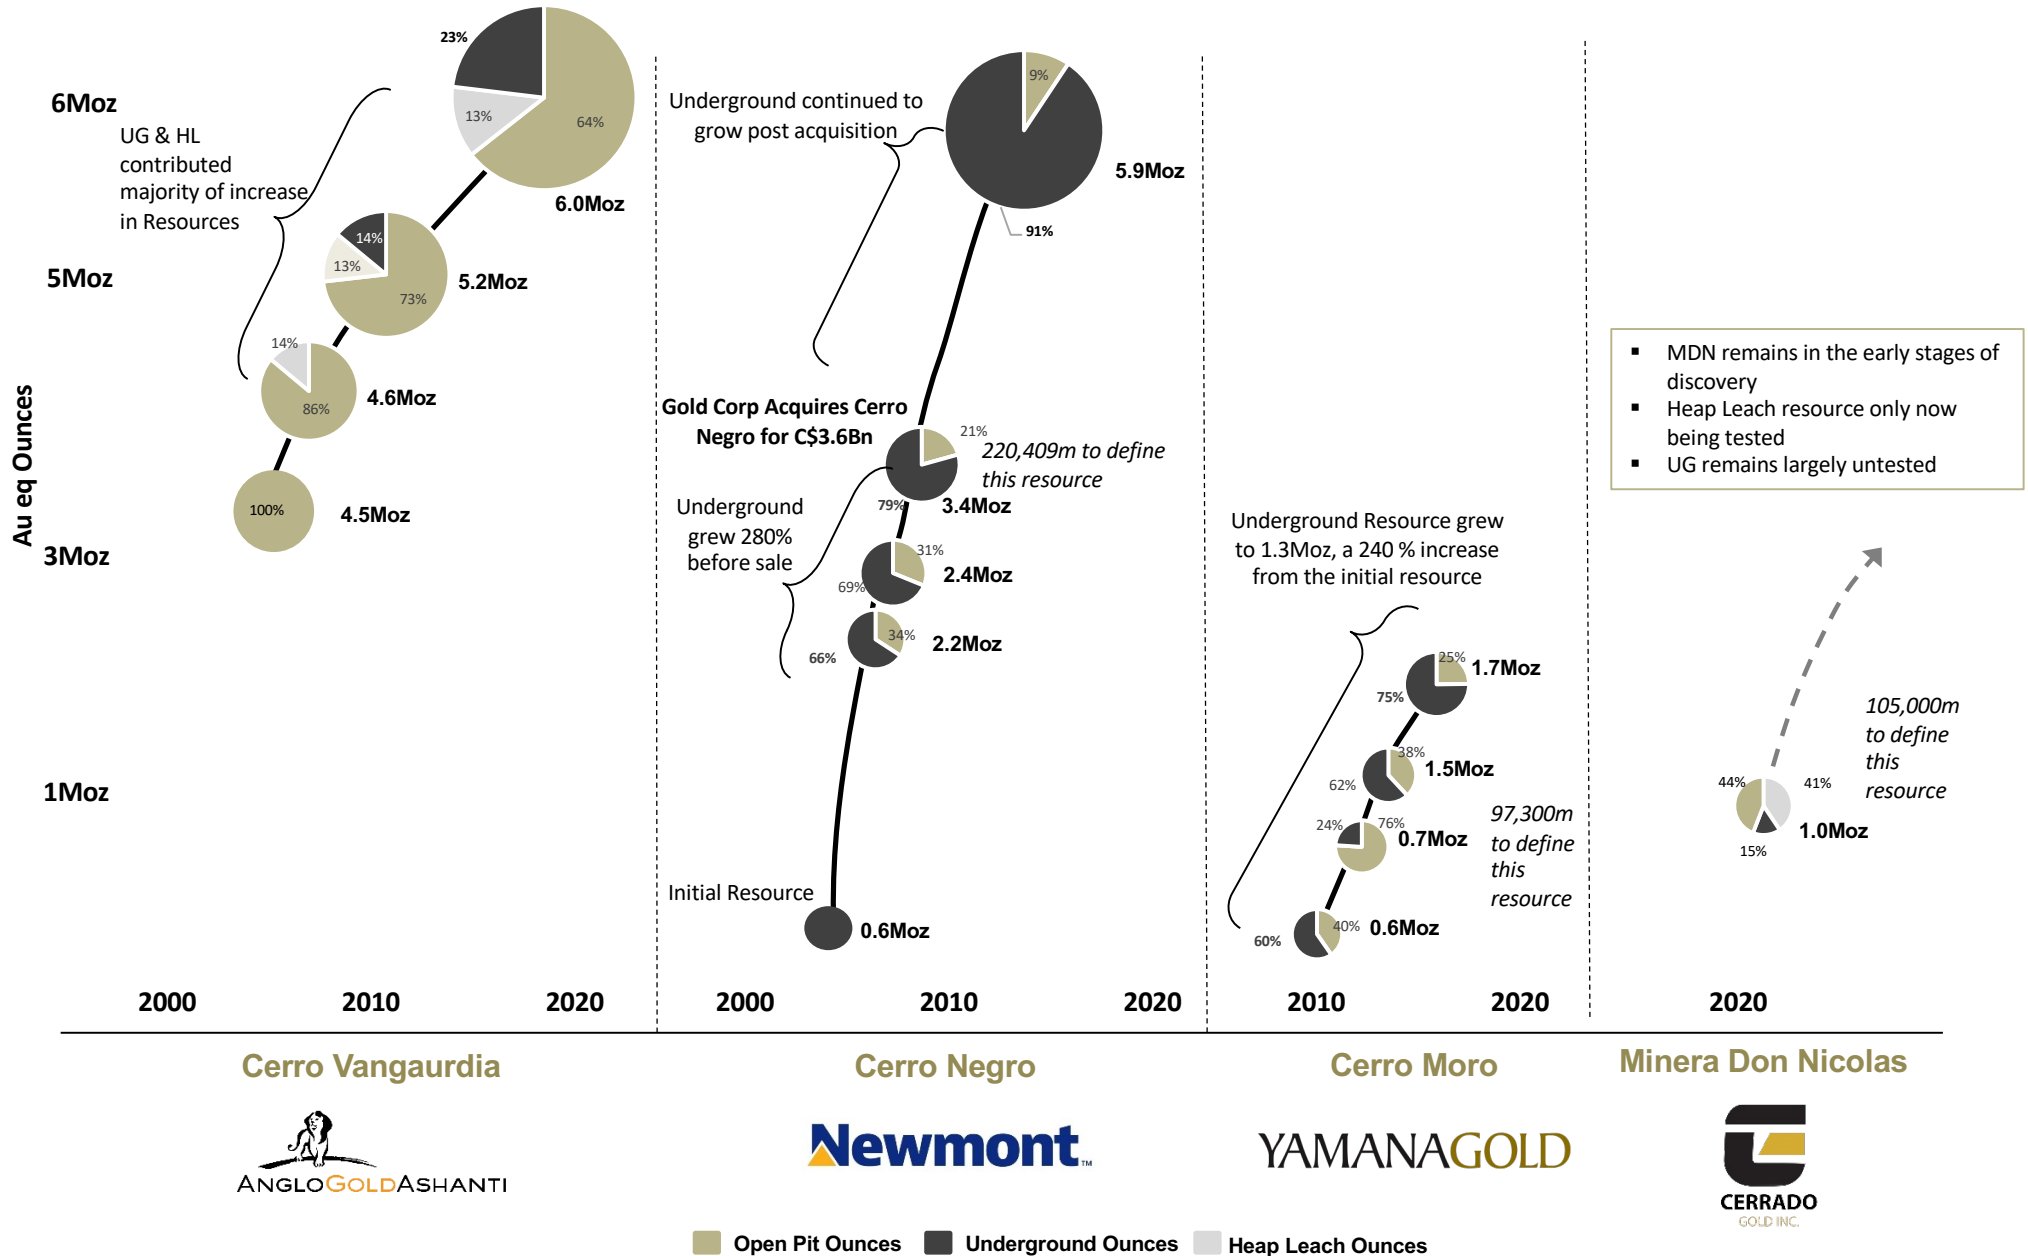 6Moz
5Moz
3Moz
1Moz
Au eq Ounces
UG & HL
contributed
majority of increase
in Resources
23%
13%
64%
6.0Moz
14%
13%
73%
5.2Moz
14%
86%
4.6Moz
100%
4.5Moz
Underground continued to
grow post acquisition
9%
91%
5.9Moz
Gold Corp Acquires Cerro
Negro for C$3.6Bn
21%
79%
3.4Moz
220,409m to define
this resource
Underground
grew 280%
before sale
31%
69%
2.4Moz
34%
66%
2.2Moz
Initial Resource
0.6Moz
Underground Resource grew
to 1.3Moz, a 240 % increase
from the initial resource
25%
75%
1.7Moz
38%
62%
1.5Moz
24%
76%
0.7Moz
97,300m
to define
this
resource
40%
60%
0.6Moz
▪ MDN remains in the early stages of
discovery
▪ Heap Leach resource only now
being tested
▪ UG remains largely untested
105,000m
to define
this
resource
44%
41%
15%
1.0Moz
2000 2010 2020 2000 2010 2020 2010 2020 2020
Cerro Vangaurdia
Cerro Negro
Cerro Moro
Minera Don Nicolas
ANGLOGOLDASHANTI
Newmont™
YAMANAGOLD
CERRADO
GOLD INC.
Open Pit Ounces
Underground Ounces
Heap Leach Ounces